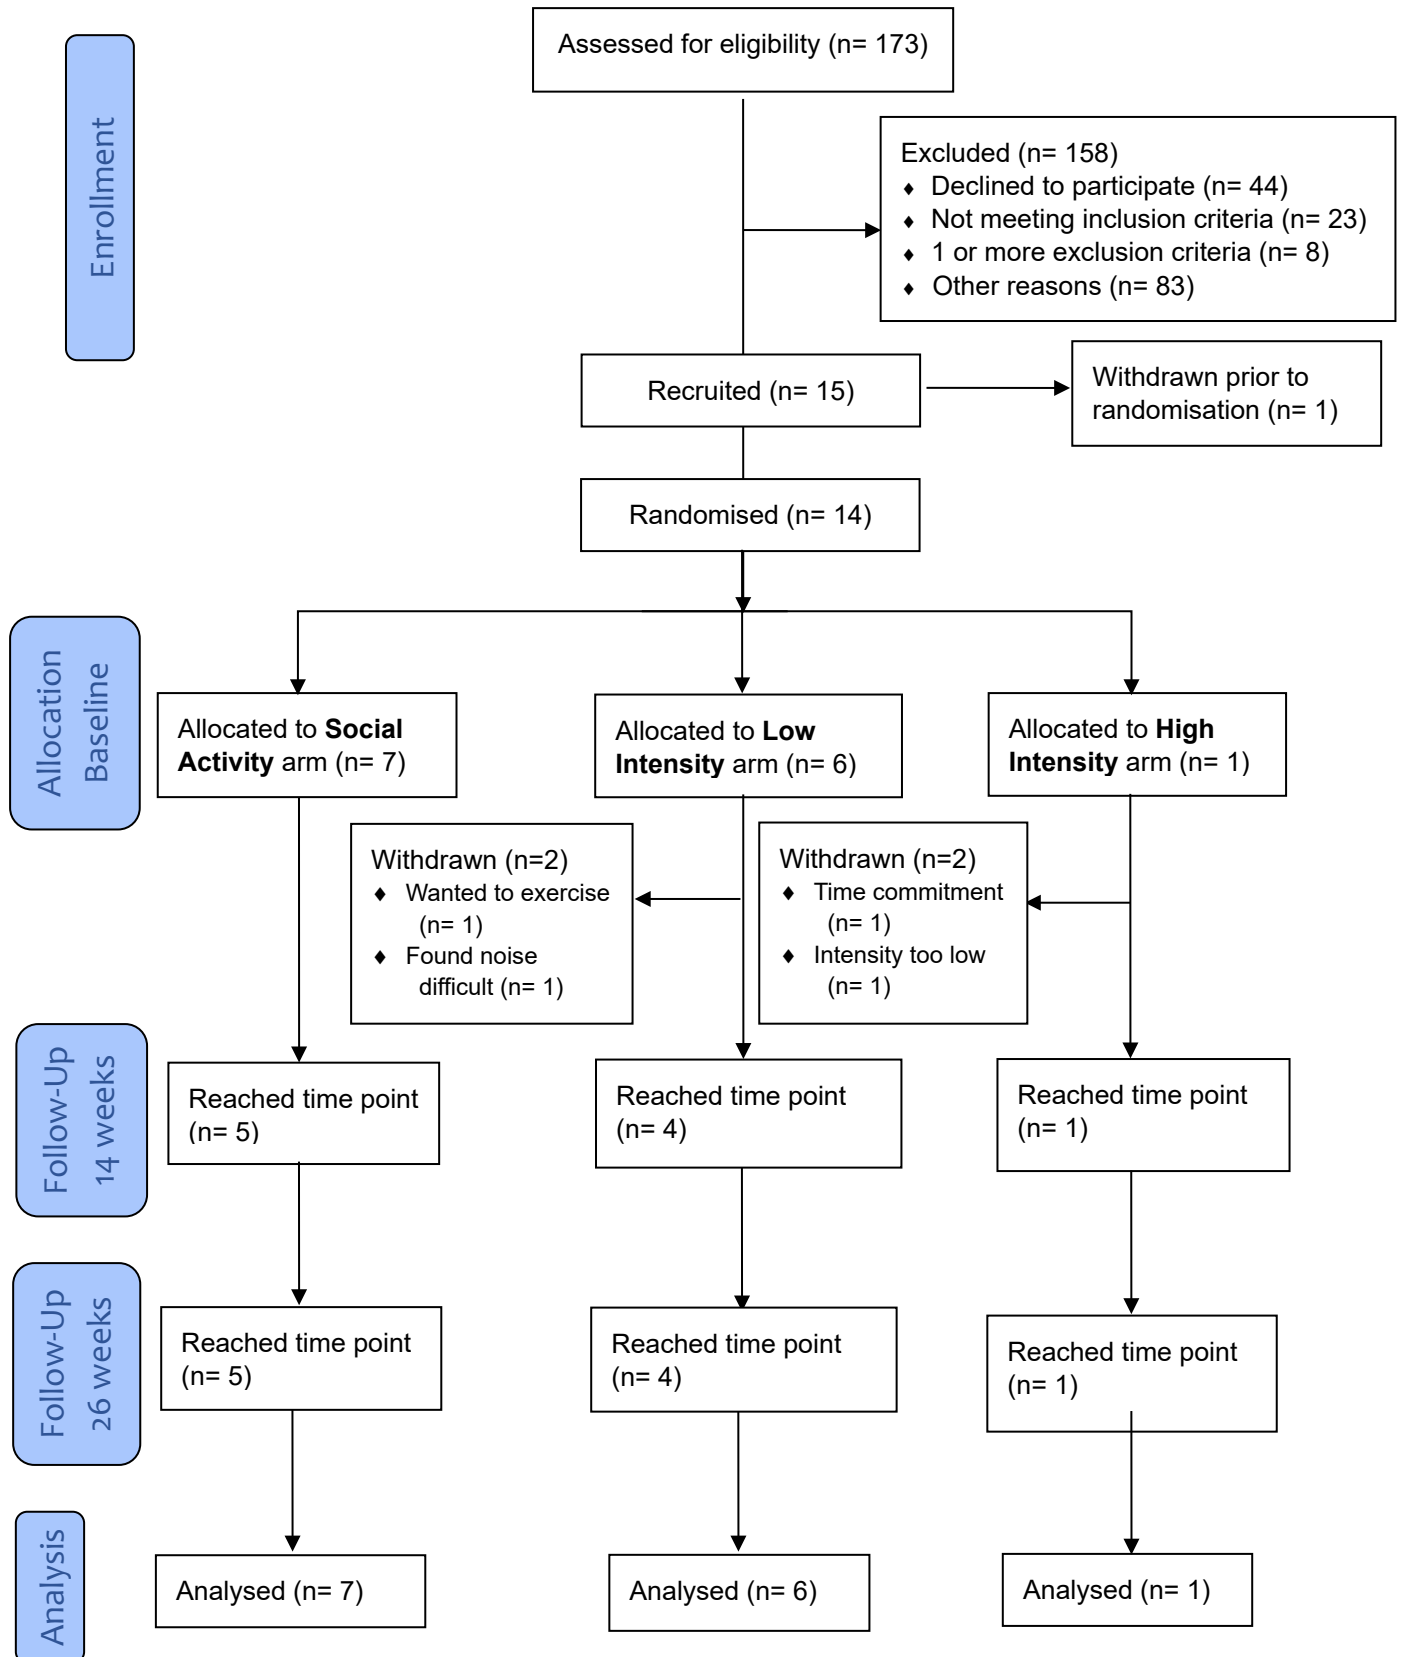 Enrollment
Assessed for eligibility (n= 173)
Excluded (n= 158)
♦ Declined to participate (n= 44)
♦ Not meeting inclusion criteria (n= 23)
♦ 1 or more exclusion criteria (n= 8)
♦ Other reasons (n= 83)
Recruited (n= 15)
Withdrawn prior to
randomisation (n= 1)
Randomised (n= 14)
Allocation
Baseline
Allocated to Social
Activity arm (n= 7)
Allocated to Low
Intensity arm (n= 6)
Allocated to High
Intensity arm (n= 1)
Withdrawn (n=2)
♦ Wanted to exercise
(n= 1)
♦ Found noise
difficult (n= 1)
Withdrawn (n=2)
♦ Time commitment
(n= 1)
♦ Intensity too low
(n= 1)
Follow-Up
14 weeks
Reached time point
(n= 5)
Reached time point
(n= 4)
Reached time point
(n= 1)
Follow-Up
26 weeks
Reached time point
(n= 5)
Reached time point
(n= 4)
Reached time point
(n= 1)
Analysis
Analysed (n= 7)
Analysed (n= 6)
Analysed (n= 1)